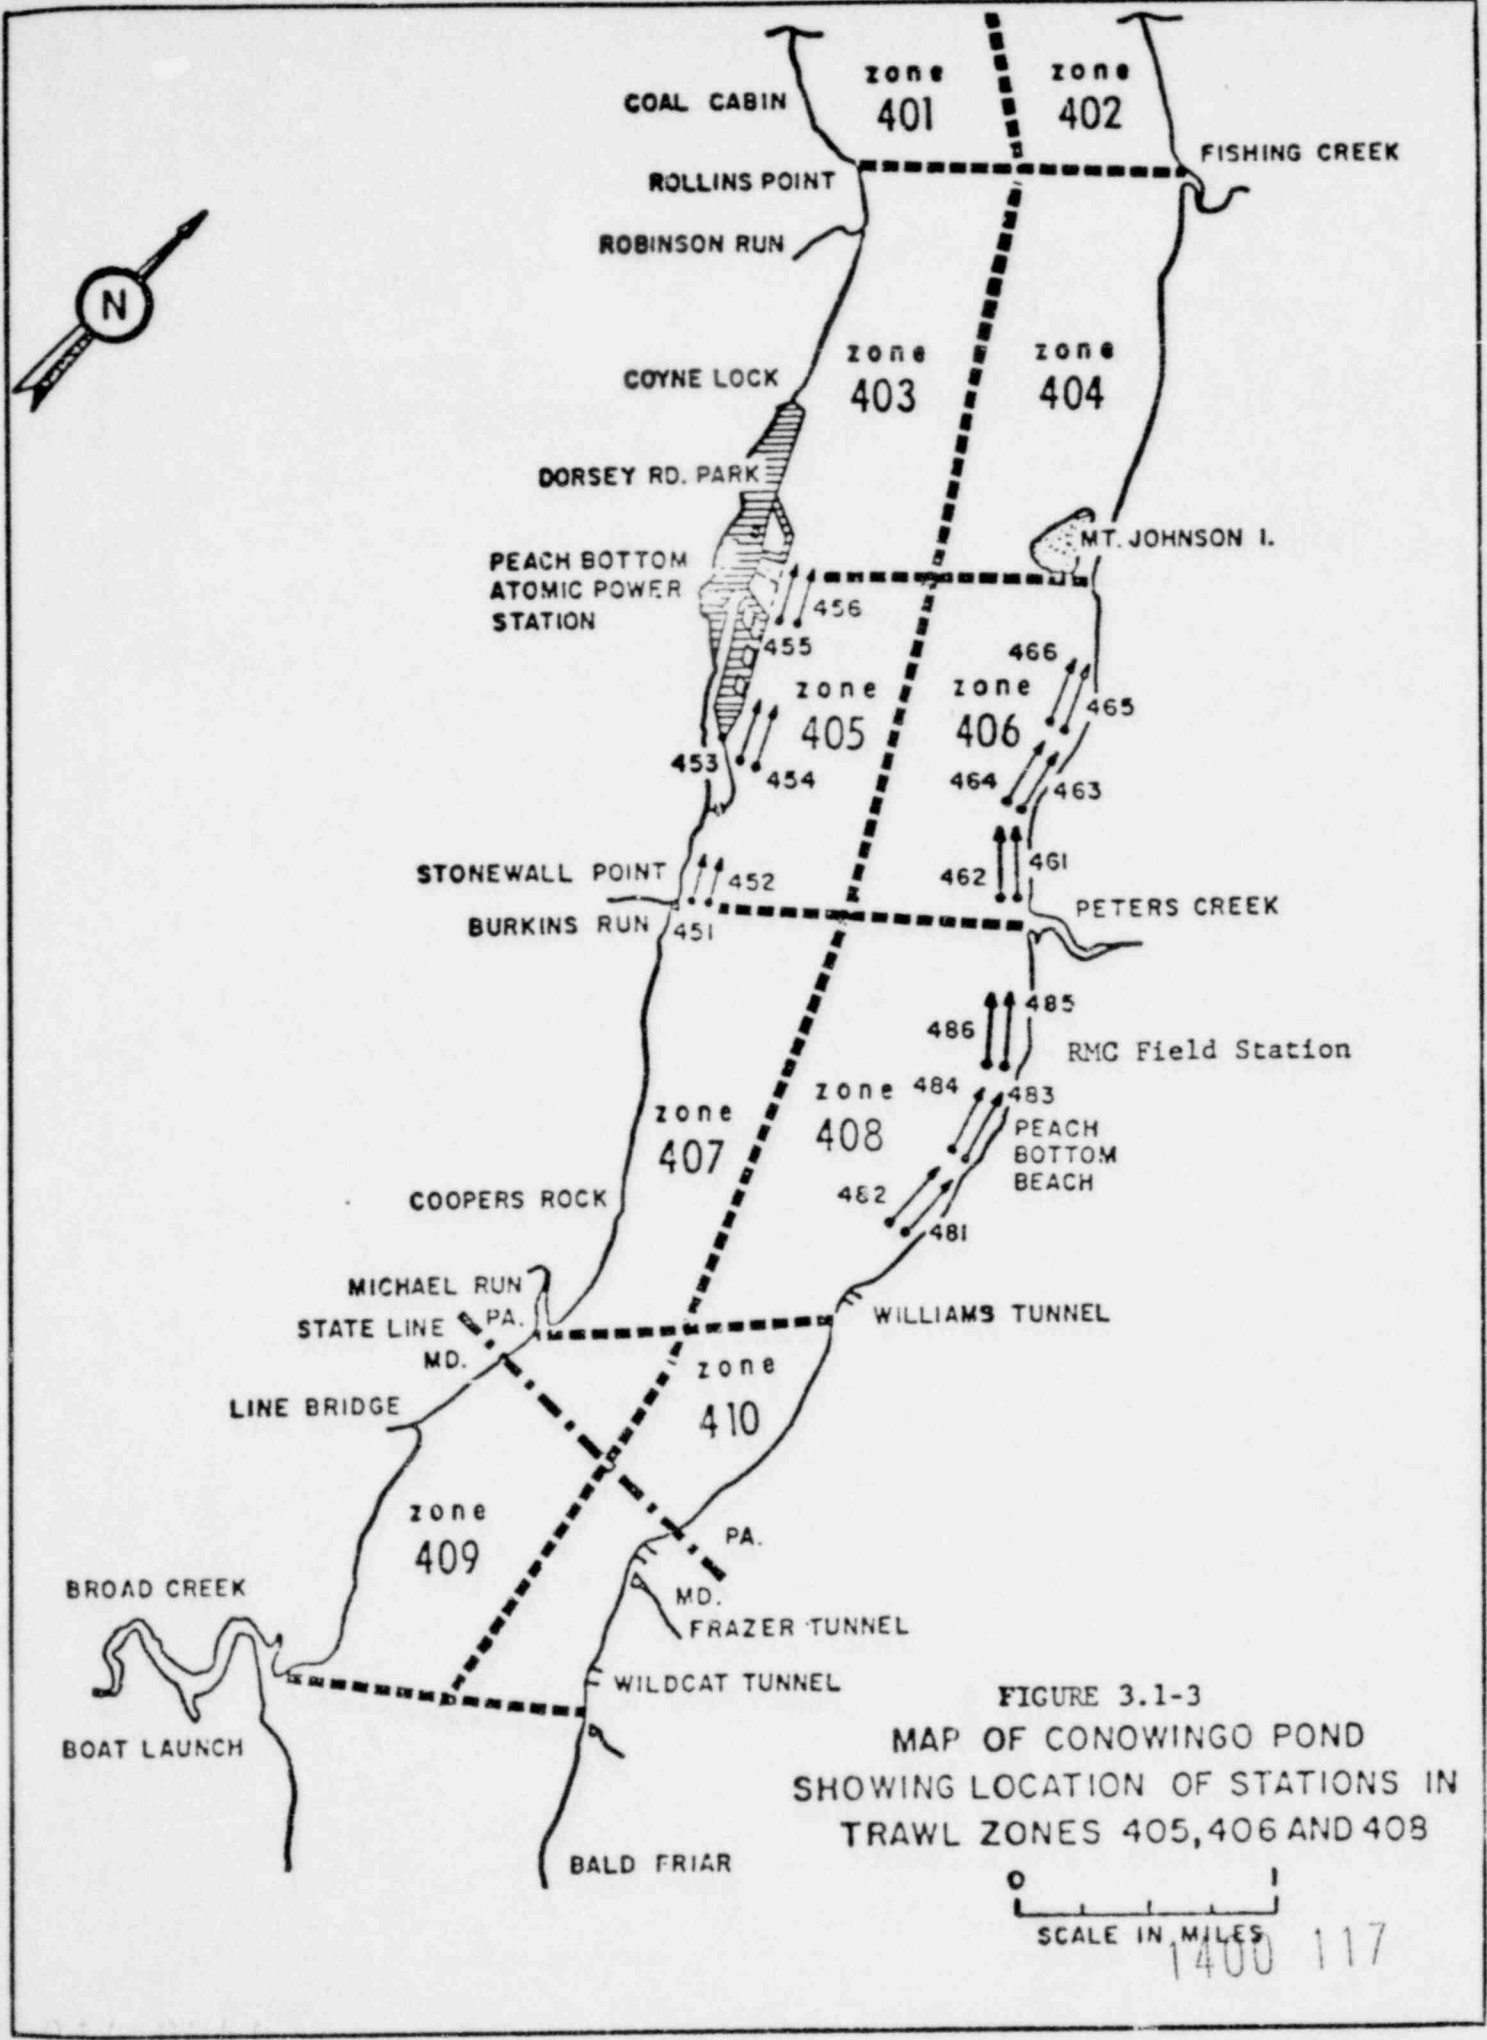 zone
401
zone
402
COAL CABIN
FISHING CREEK
ROLLINS POINT
ROBINSON RUN
N
zone
403
zone
404
COYNE LOCK
DORSEY RD. PARK
MT. JOHNSON I.
PEACH BOTTOM
ATOMIC POWER
STATION
456
455
466
zone
405
zone
406
465
453
454
464
463
STONEWALL POINT
452
462
461
BURKINS RUN
451
PETERS CREEK
485
486
RMC Field Station
484
483
zone
407
zone
408
PEACH
BOTTOM
BEACH
482
481
COOPERS ROCK
MICHAEL RUN
STATE LINE
PA.
MD.
WILLIAMS TUNNEL
zone
410
LINE BRIDGE
zone
409
PA.
MD.
FRAZER TUNNEL
BROAD CREEK
WILDCAT TUNNEL
BOAT LAUNCH
BALD FRIAR
FIGURE 3.1-3
MAP OF CONOWINGO POND
SHOWING LOCATION OF STATIONS IN
TRAWL ZONES 405, 406 AND 408
0 1
SCALE IN MILES
1400 117